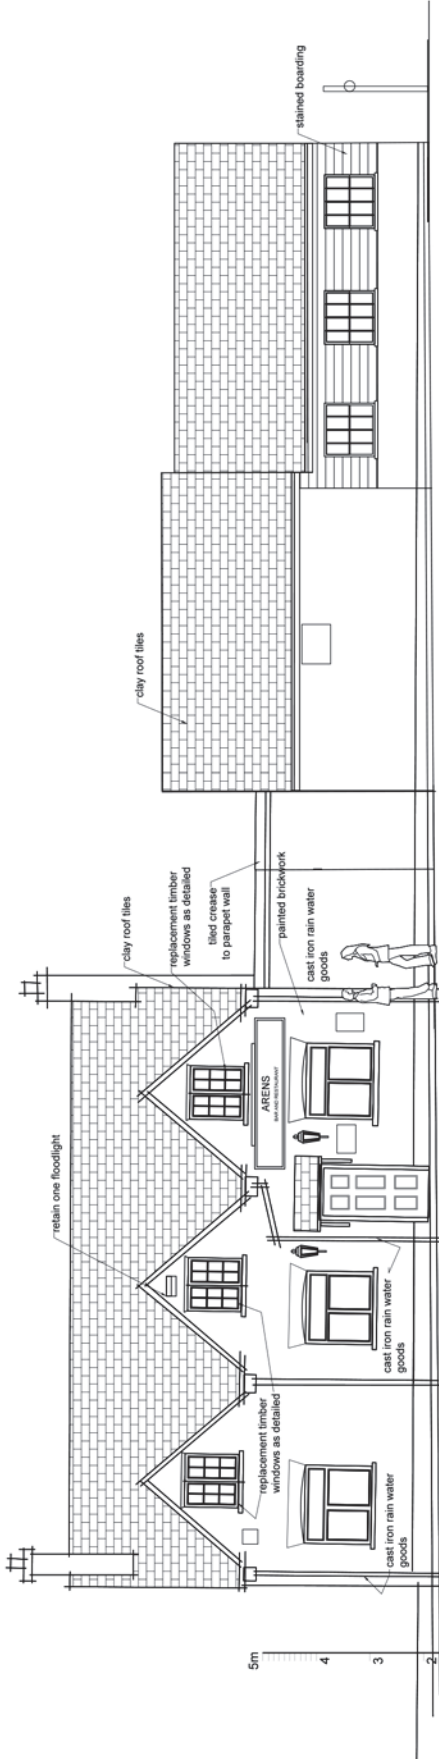 5m
4
3
2
cast iron rain water
goods
replacement timber
windows as detailed
cast iron rain water
goods
retain one floodlight
ARENS
BAR AND RESTAURANT
clay roof tiles
replacement timber
windows as detailed
tiled crease
to parapet wall
painted brickwork
cast iron rain water
goods
clay roof tiles
stained boarding